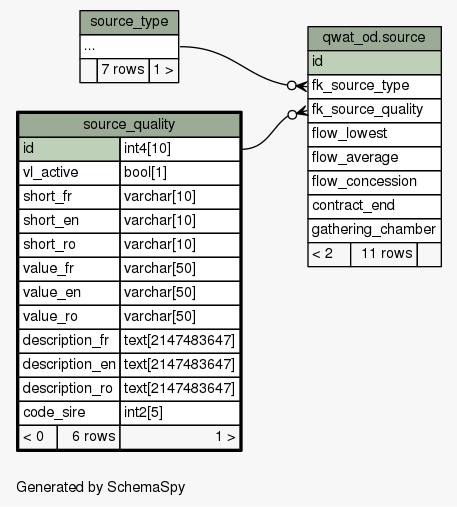 source_type
...
7 rows 1 >
qwat_od.source
id
fk_source_type
fk_source_quality
flow_lowest
flow_average
flow_concession
contract_end
gathering_chamber
< 2 11 rows
source_quality
id int4[10]
vl_active bool[1]
short_fr varchar[10]
short_en varchar[10]
short_ro varchar[10]
value_fr varchar[50]
value_en varchar[50]
value_ro varchar[50]
description_fr text[2147483647]
description_en text[2147483647]
description_ro text[2147483647]
code_sire int2[5]
< 0 6 rows 1 >
Generated by SchemaSpy